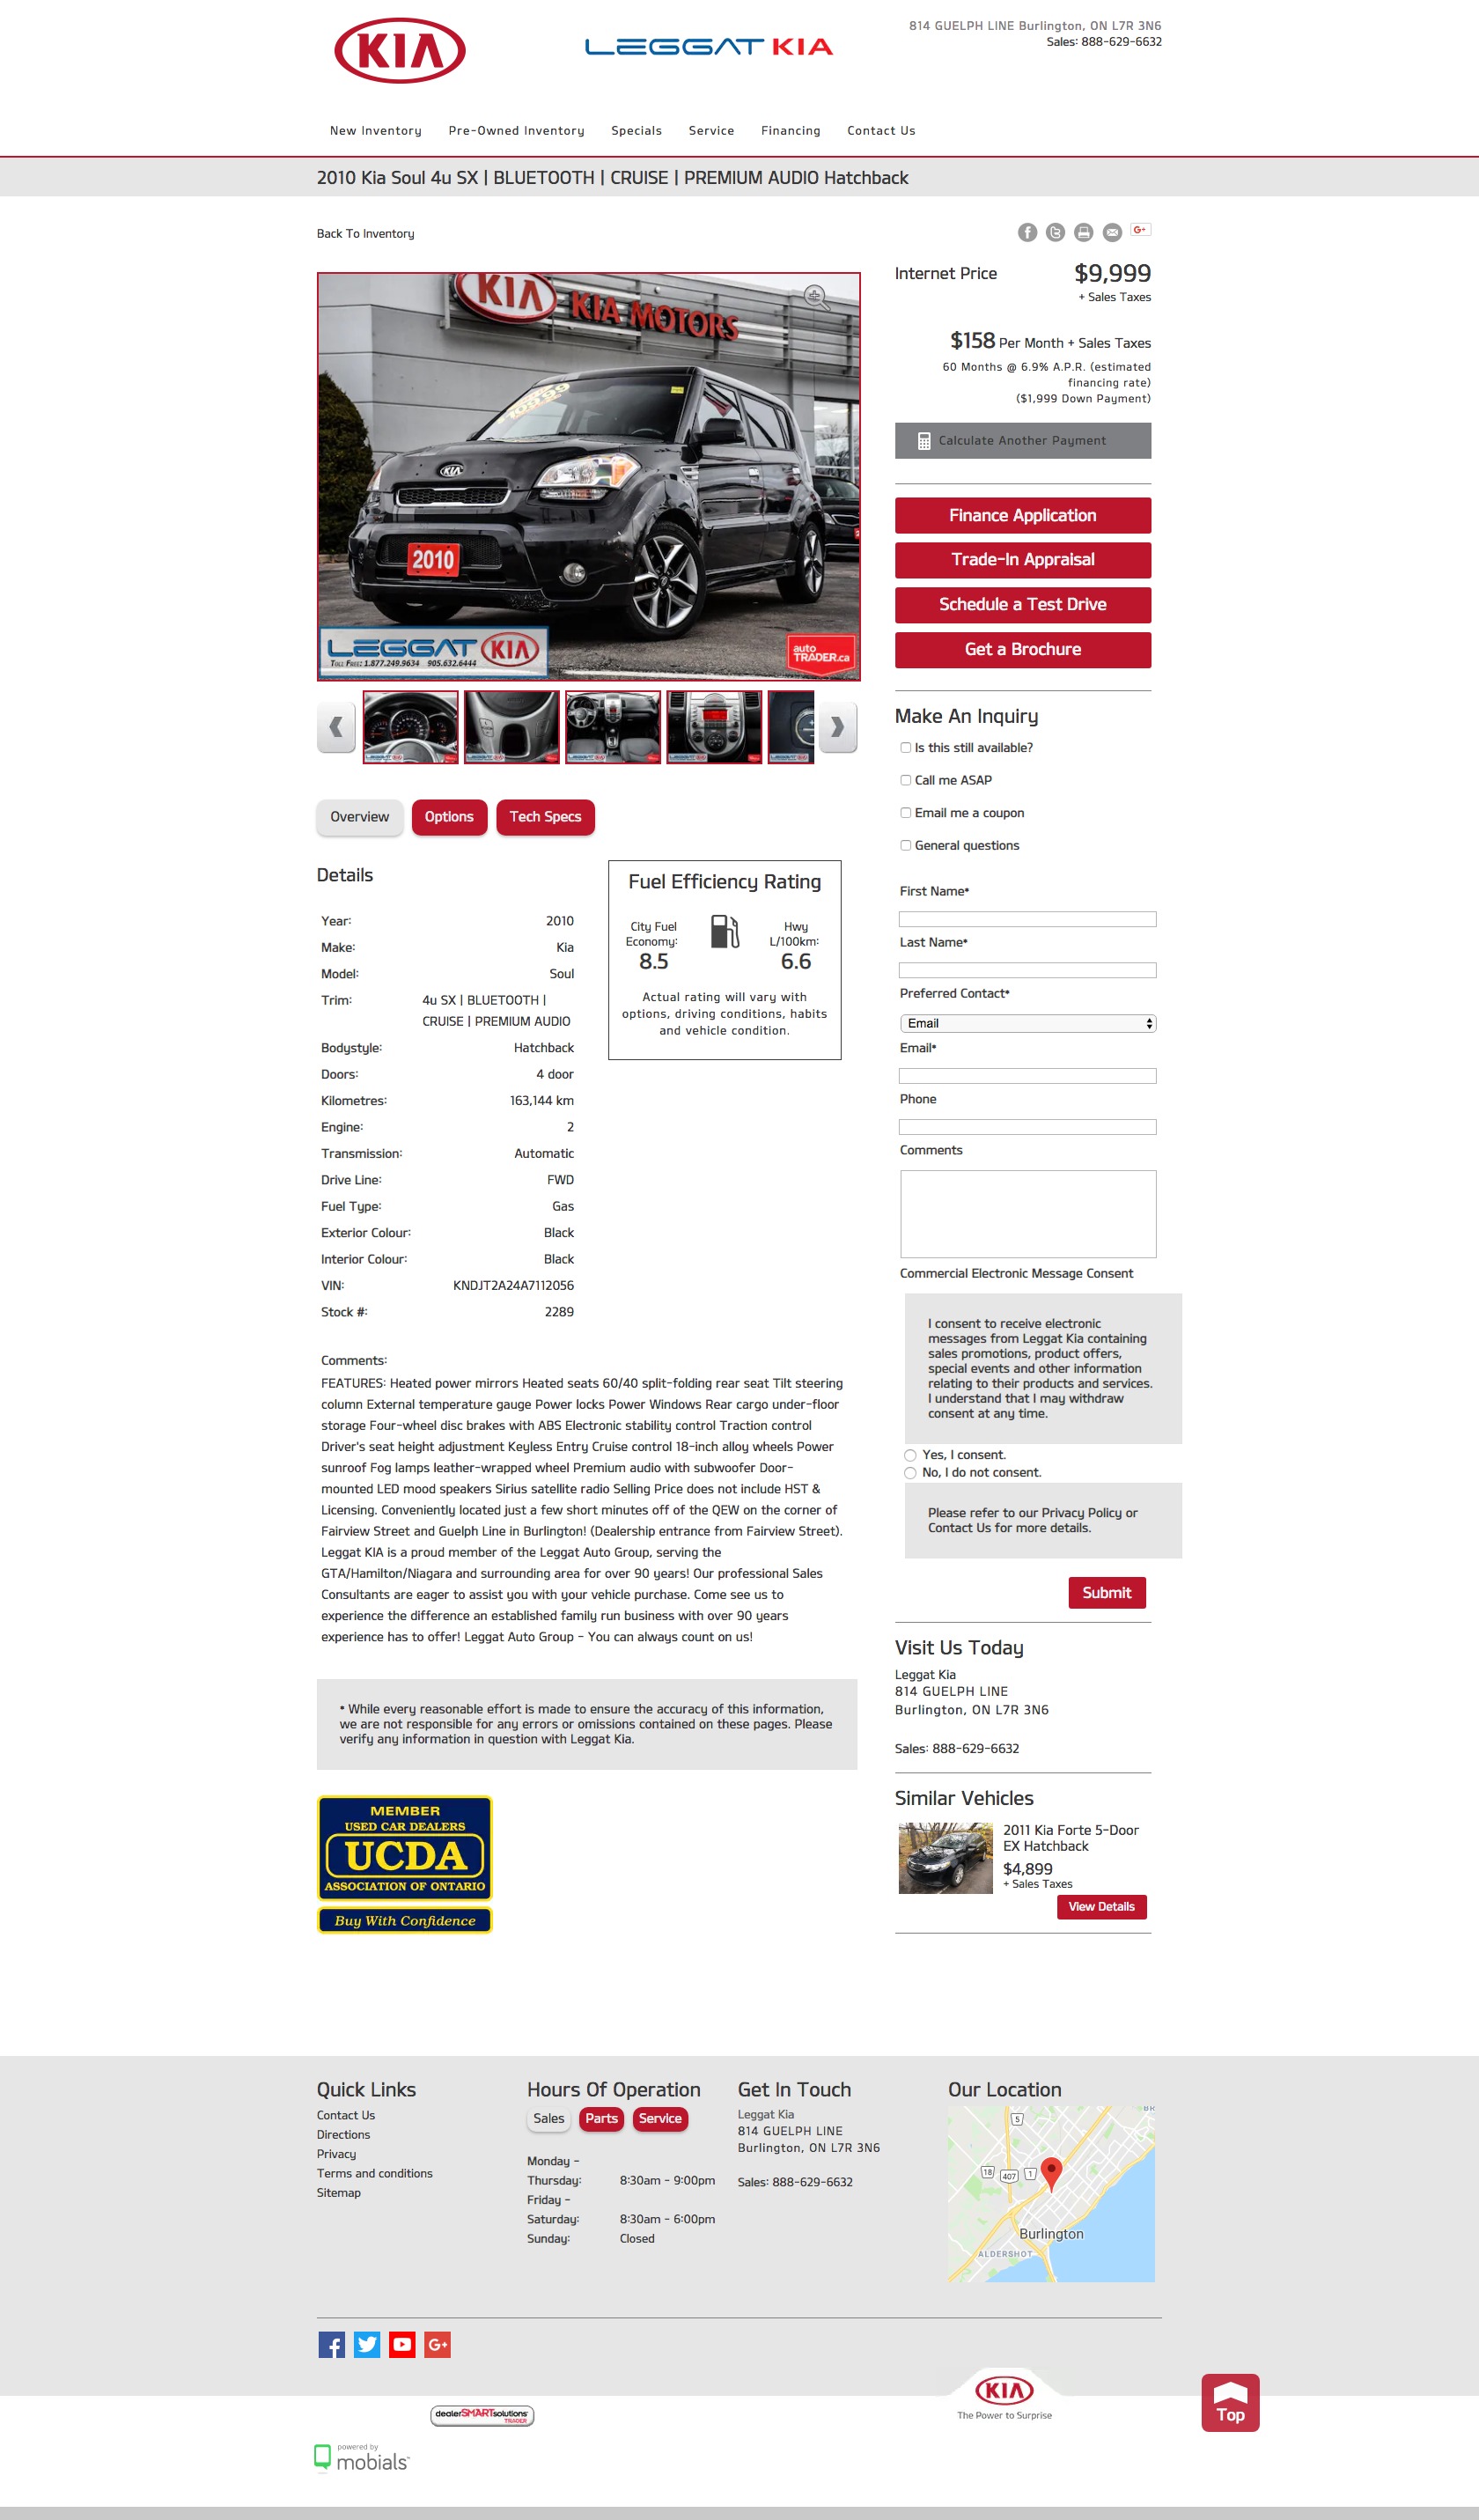 KIA
LEGGAT KIA
814 GUELPH LINE Burlington, ON L7R 3N6
Sales: 888-629-6632
New Inventory Pre-Owned Inventory Specials Service Financing Contact Us
2010 Kia Soul 4u SX | BLUETOOTH | CRUISE | PREMIUM AUDIO Hatchback
Back To Inventory
G+
KIA KIA MOTORS
KIA
2010
LEGGAT KIA
TOLL FREE: 1.877.249.9634 905.632.6444
auto
TRADER.ca
Internet Price $9,999
+ Sales Taxes
$158 Per Month + Sales Taxes
60 Months @ 6.9% A.P.R. (estimated
financing rate)
($1,999 Down Payment)
Calculate Another Payment
Finance Application
Trade-In Appraisal
Schedule a Test Drive
Get a Brochure
Overview Options Tech Specs
Details
Year: 2010
Make: Kia
Model: Soul
Trim: 4u SX | BLUETOOTH |
CRUISE | PREMIUM AUDIO
Bodystyle: Hatchback
Doors: 4 door
Kilometres: 163,144 km
Engine: 2
Transmission: Automatic
Drive Line: FWD
Fuel Type: Gas
Exterior Colour: Black
Interior Colour: Black
VIN: KNDJT2A24A7112056
Stock #: 2289
Fuel Efficiency Rating
City Fuel
Economy:
8.5
Hwy
L/100km:
6.6
Actual rating will vary with
options, driving conditions, habits
and vehicle condition.
Comments:
FEATURES: Heated power mirrors Heated seats 60/40 split-folding rear seat Tilt steering
column External temperature gauge Power locks Power Windows Rear cargo under-floor
storage Four-wheel disc brakes with ABS Electronic stability control Traction control
Driver's seat height adjustment Keyless Entry Cruise control 18-inch alloy wheels Power
sunroof Fog lamps leather-wrapped wheel Premium audio with subwoofer Door-
mounted LED mood speakers Sirius satellite radio Selling Price does not include HST &
Licensing. Conveniently located just a few short minutes off of the QEW on the corner of
Fairview Street and Guelph Line in Burlington! (Dealership entrance from Fairview Street).
Leggat KIA is a proud member of the Leggat Auto Group, serving the
GTA/Hamilton/Niagara and surrounding area for over 90 years! Our professional Sales
Consultants are eager to assist you with your vehicle purchase. Come see us to
experience the difference an established family run business with over 90 years
experience has to offer! Leggat Auto Group - You can always count on us!
* While every reasonable effort is made to ensure the accuracy of this information,
we are not responsible for any errors or omissions contained on these pages. Please
verify any information in question with Leggat Kia.
MEMBER
USED CAR DEALERS
UCDA
ASSOCIATION OF ONTARIO
Buy With Confidence
Make An Inquiry
Is this still available?
Call me ASAP
Email me a coupon
General questions
First Name*
Last Name*
Preferred Contact*
Email
Email*
Phone
Comments
Commercial Electronic Message Consent
I consent to receive electronic
messages from Leggat Kia containing
sales promotions, product offers,
special events and other information
relating to their products and services.
I understand that I may withdraw
consent at any time.
Yes, I consent.
No, I do not consent.
Please refer to our Privacy Policy or
Contact Us for more details.
Submit
Visit Us Today
Leggat Kia
814 GUELPH LINE
Burlington, ON L7R 3N6
Sales: 888-629-6632
Similar Vehicles
2011 Kia Forte 5-Door
EX Hatchback
$4,899
+ Sales Taxes
View Details
Quick Links
Contact Us
Directions
Privacy
Terms and conditions
Sitemap
Hours Of Operation
Sales Parts Service
Monday -
Thursday: 8:30am - 9:00pm
Friday -
Saturday: 8:30am - 6:00pm
Sunday: Closed
Get In Touch
Leggat Kia
814 GUELPH LINE
Burlington, ON L7R 3N6
Sales: 888-629-6632
Our Location
BR
5
18 407 1
Burlington
ALDERSHOT
G+
KIA
The Power to Surprise
Top
dealerSMARTsolutions
TRADER
powered by
mobials